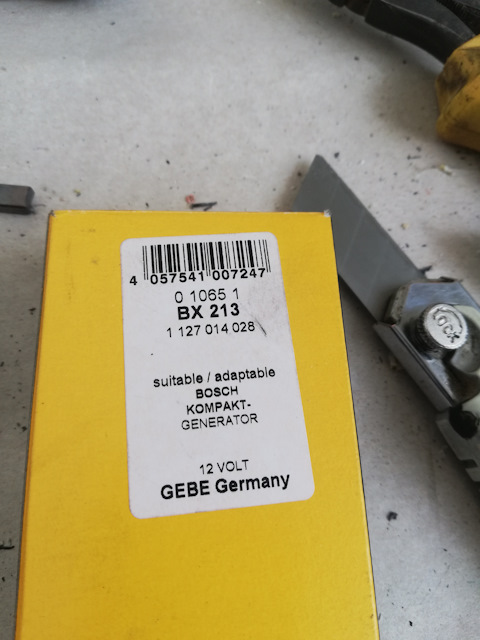 4 057541 007247
0 1065 1
BX 213
1 127 014 028
suitable / adaptable
BOSCH
KOMPAKT-
GENERATOR
12 VOLT
GEBE Germany
LOCK